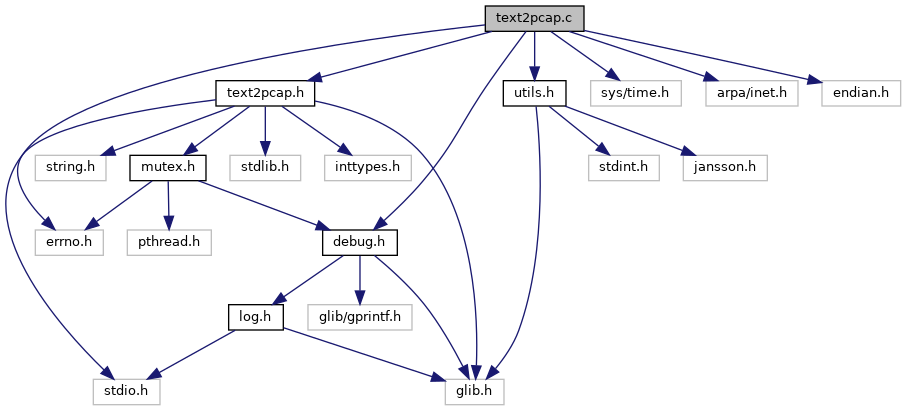 text2pcap.c
text2pcap.h
utils.h
sys/time.h
arpa/inet.h
endian.h
string.h
mutex.h
stdlib.h
inttypes.h
stdint.h
jansson.h
errno.h
pthread.h
debug.h
log.h
glib/gprintf.h
stdio.h
glib.h